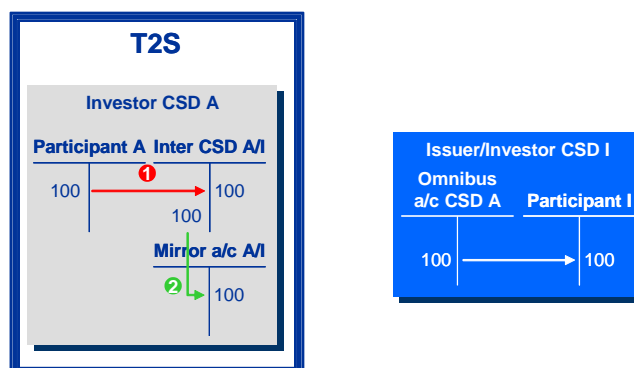 T2S
Investor CSD A
Participant A Inter CSD A/I
1
100 100
100
Mirror a/c A/I
2
100
Issuer/Investor CSD I
Omnibus
a/c CSD A Participant I
100 100